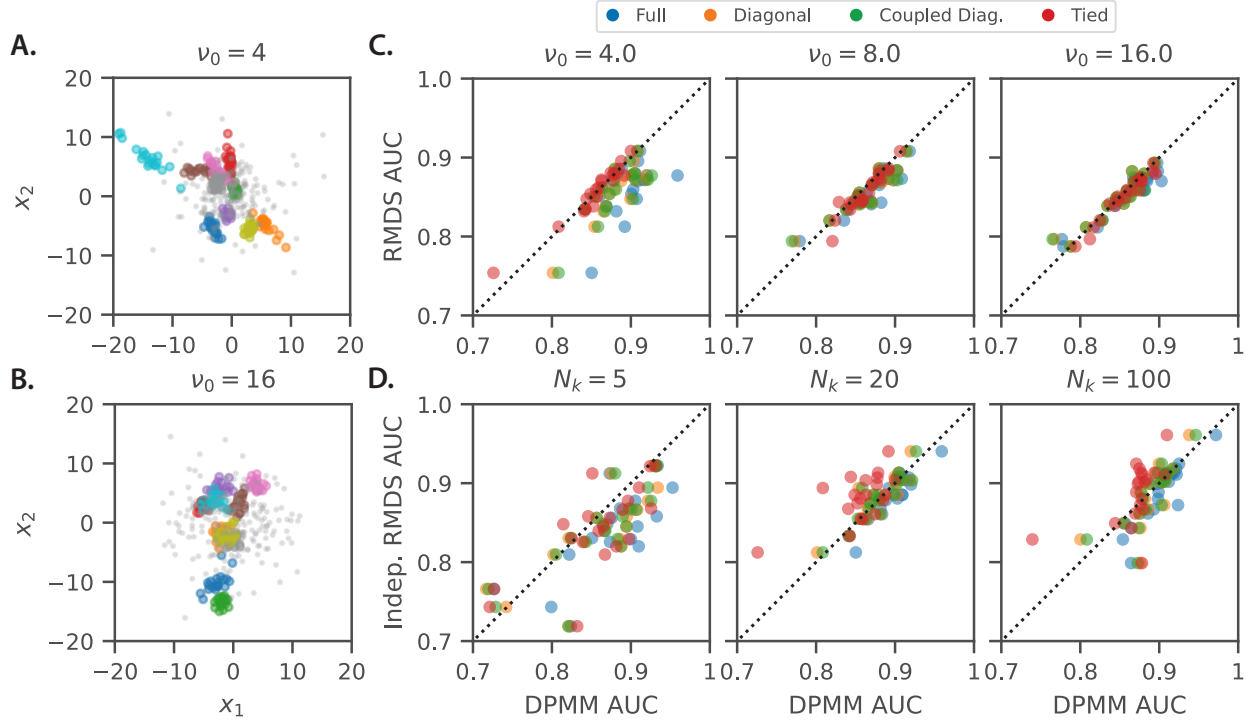 Full Diagonal Coupled Diag. Tied
A. C.
ν₀ = 4 ν₀ = 4.0 ν₀ = 8.0 ν₀ = 16.0
20 1.0
10 0.9
x₂ 0 RMDS AUC
−10 0.8
−20 0.7
−20 −10 0 10 20 0.7 0.8 0.9 1 0.7 0.8 0.9 1 0.7 0.8 0.9 1
B. D.
ν₀ = 16 N_k = 5 N_k = 20 N_k = 100
20 1.0
10 0.9
x₂ 0 Indep. RMDS AUC
−10 0.8
−20 0.7
−20 −10 0 10 20 0.7 0.8 0.9 1 0.7 0.8 0.9 1 0.7 0.8 0.9 1
x₁ DPMM AUC DPMM AUC DPMM AUC